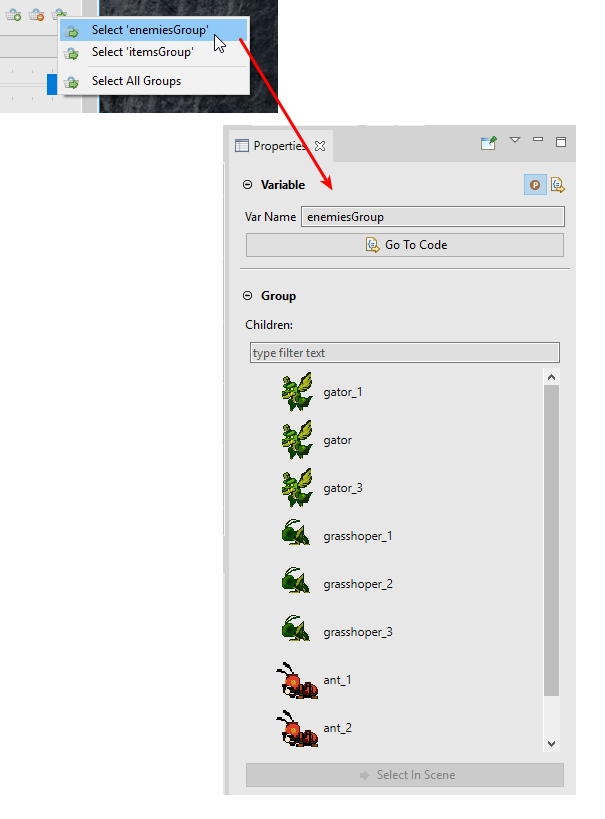 Select 'enemiesGroup'
Select 'itemsGroup'
Select All Groups
Properties
Variable
P
Var Name enemiesGroup
Go To Code
Group
Children:
type filter text
gator_1
gator
gator_3
grasshoper_1
grasshoper_2
grasshoper_3
ant_1
ant_2
Select In Scene